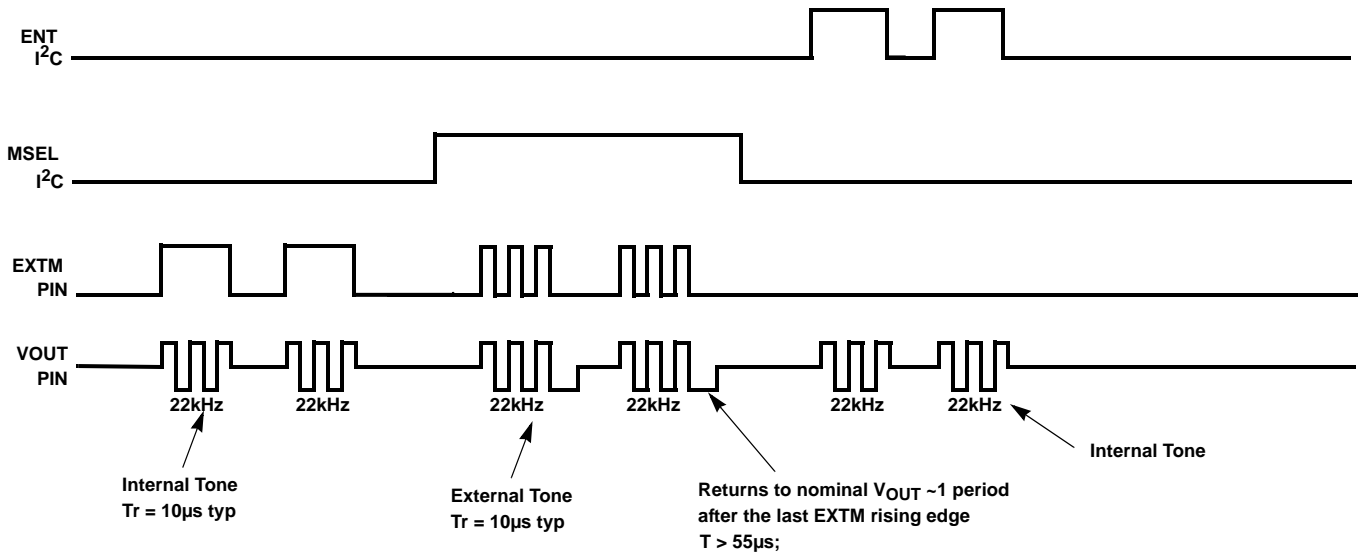 ENT
I²C
MSEL
I²C
EXTM
PIN
VOUT
PIN
22kHz 22kHz 22kHz 22kHz 22kHz 22kHz
Internal Tone
Tr = 10µs typ
External Tone
Tr = 10µs typ
Returns to nominal VOUT ~1 period
after the last EXTM rising edge
T > 55µs;
Internal Tone